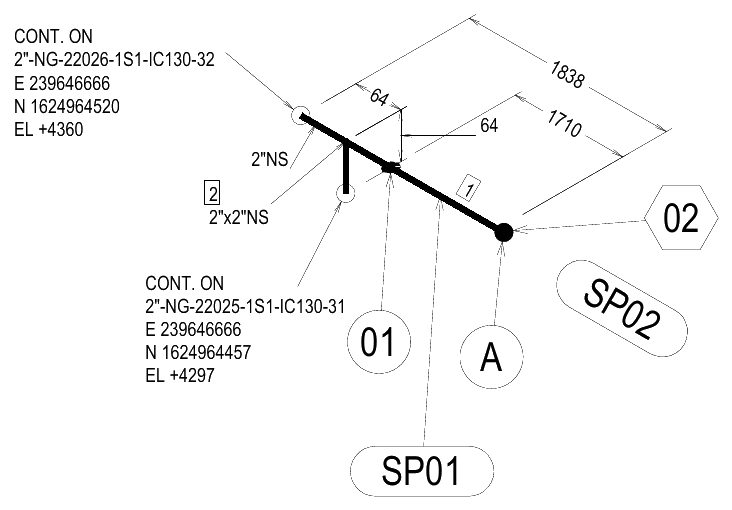 CONT. ON
2"-NG-22026-1S1-IC130-32
E 239646666
N 1624964520
EL +4360
1838
64
64
1710
2"NS
2
2"x2"NS
1
02
CONT. ON
2"-NG-22025-1S1-IC130-31
E 239646666
N 1624964457
EL +4297
SP02
01
A
SP01